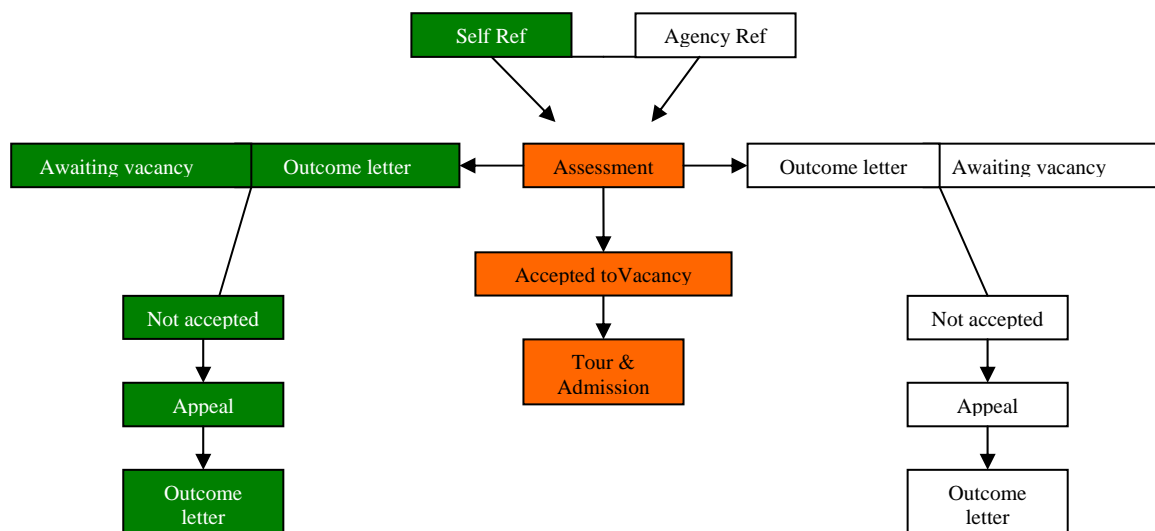 Self Ref
Agency Ref
Awaiting vacancy
Outcome letter
Assessment
Outcome letter
Awaiting vacancy
Accepted toVacancy
Not accepted
Tour &
Admission
Not accepted
Appeal
Appeal
Outcome
letter
Outcome
letter